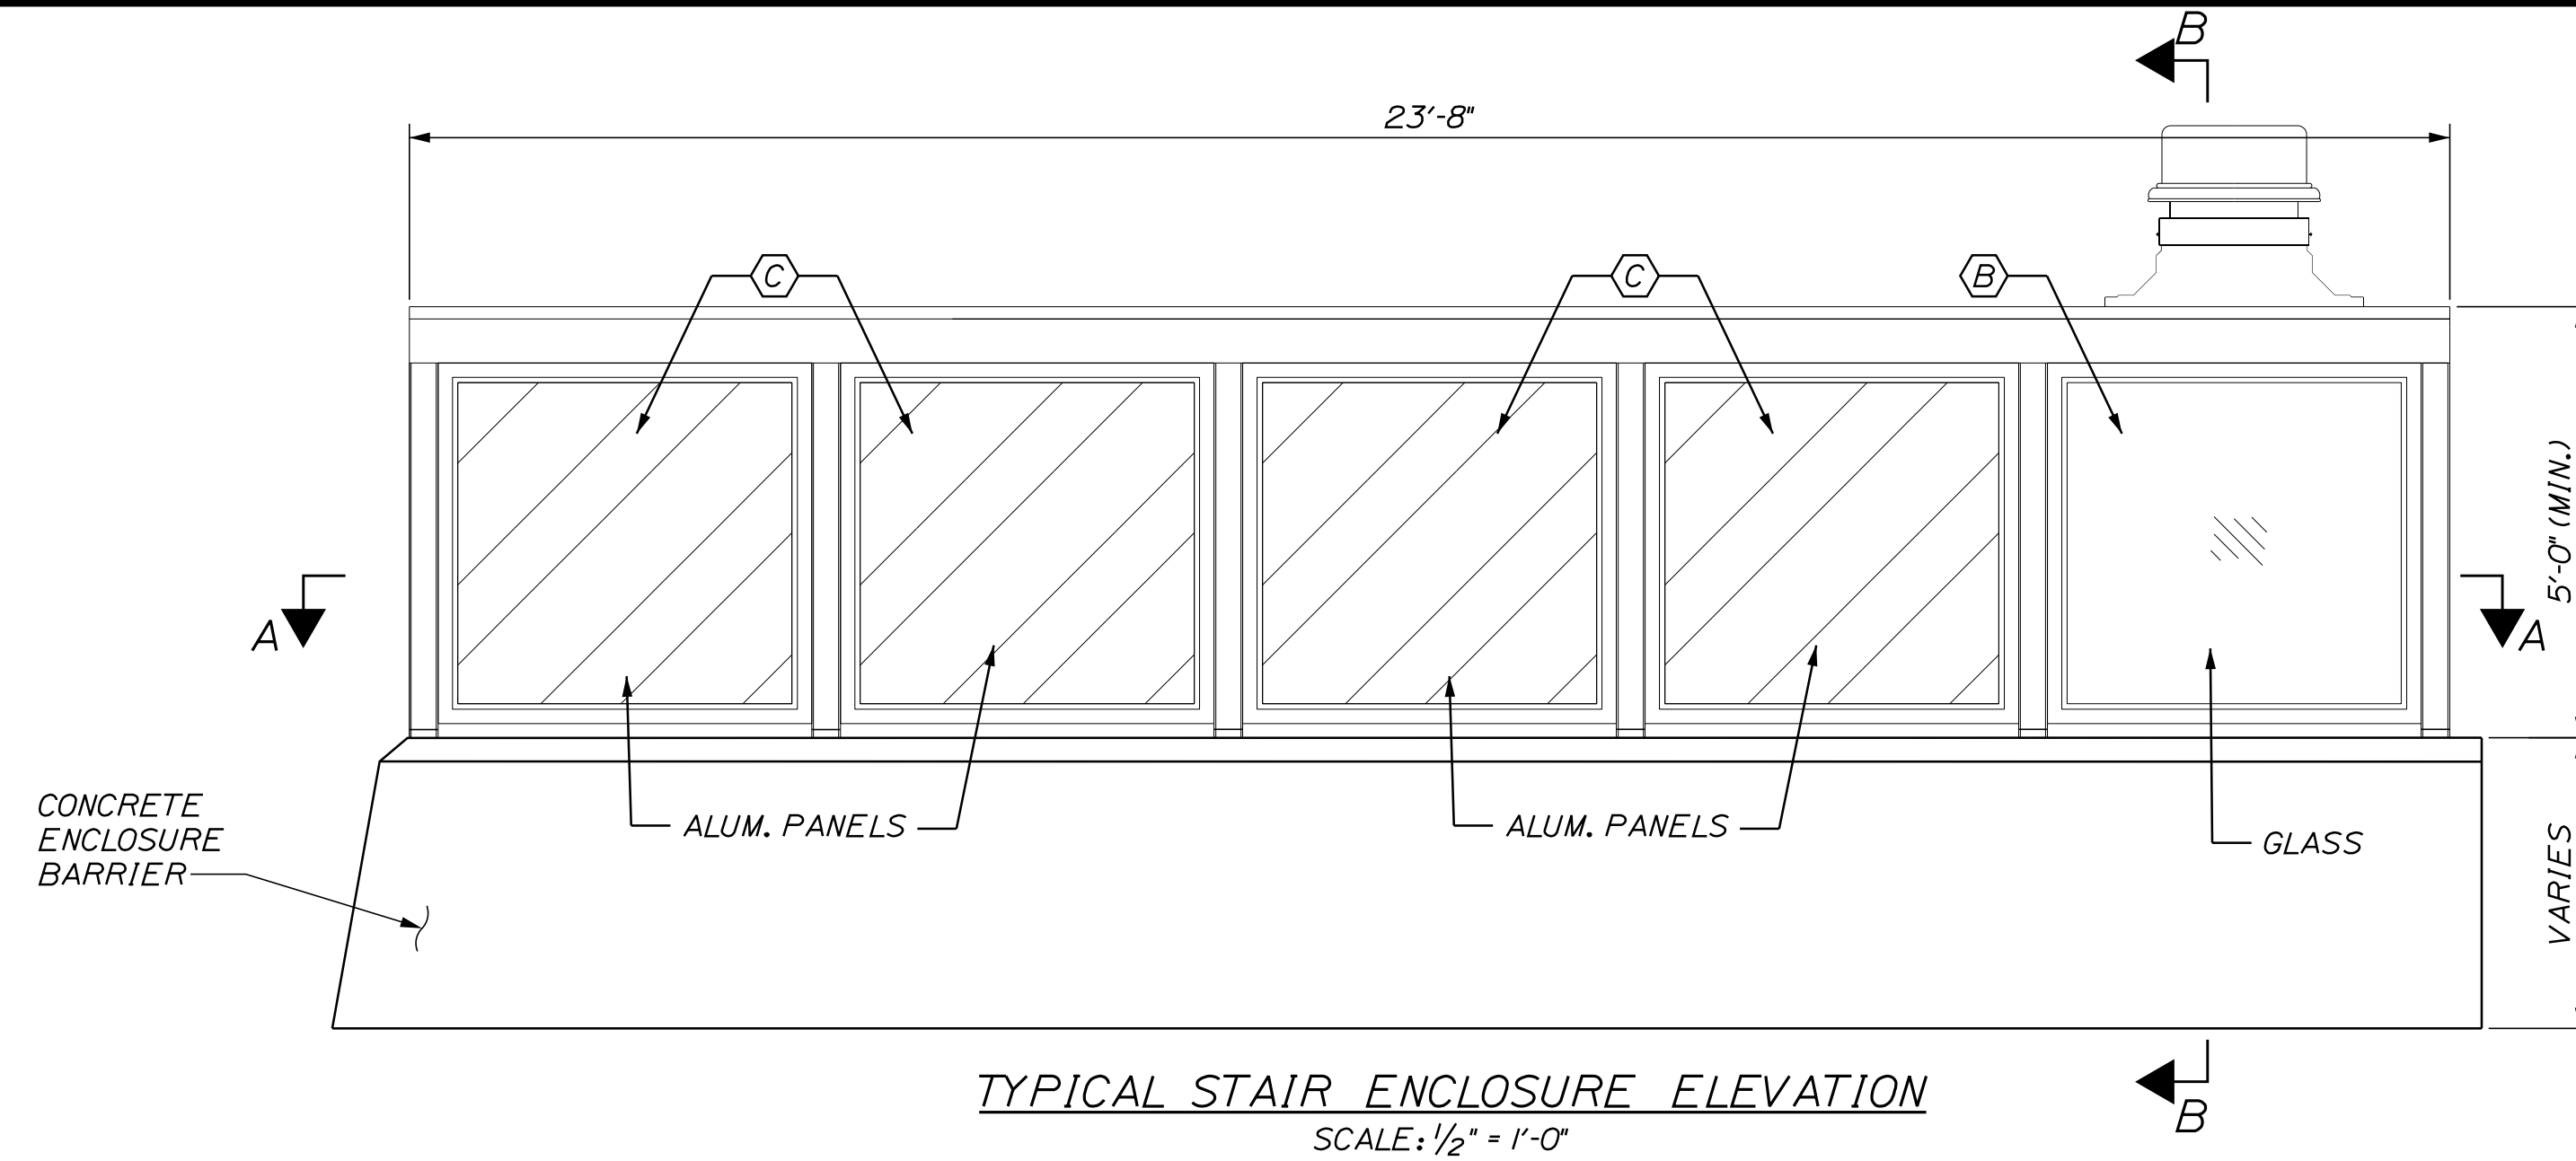 B
23'-8"
C
C
B
5'-0" (MIN.)
A
A
CONCRETE
ENCLOSURE
BARRIER
ALUM. PANELS
ALUM. PANELS
GLASS
VARIES
TYPICAL STAIR ENCLOSURE ELEVATION
B
SCALE: 1/2" = 1'-0"